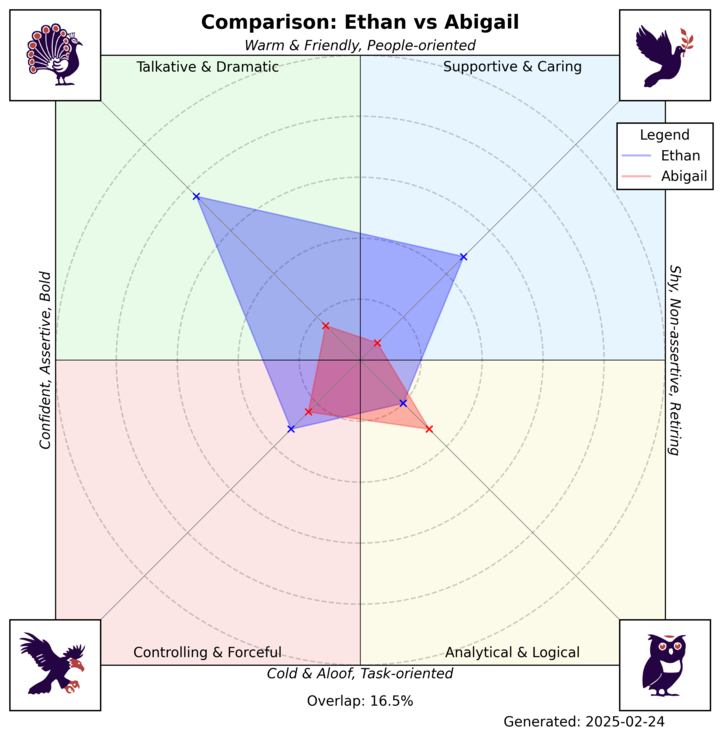 Comparison: Ethan vs Abigail
Warm & Friendly, People-oriented
Talkative & Dramatic
Supportive & Caring
Legend
Ethan
Abigail
Confident, Assertive, Bold
Shy, Non-assertive, Retiring
Controlling & Forceful
Analytical & Logical
Cold & Aloof, Task-oriented
Overlap: 16.5%
Generated: 2025-02-24